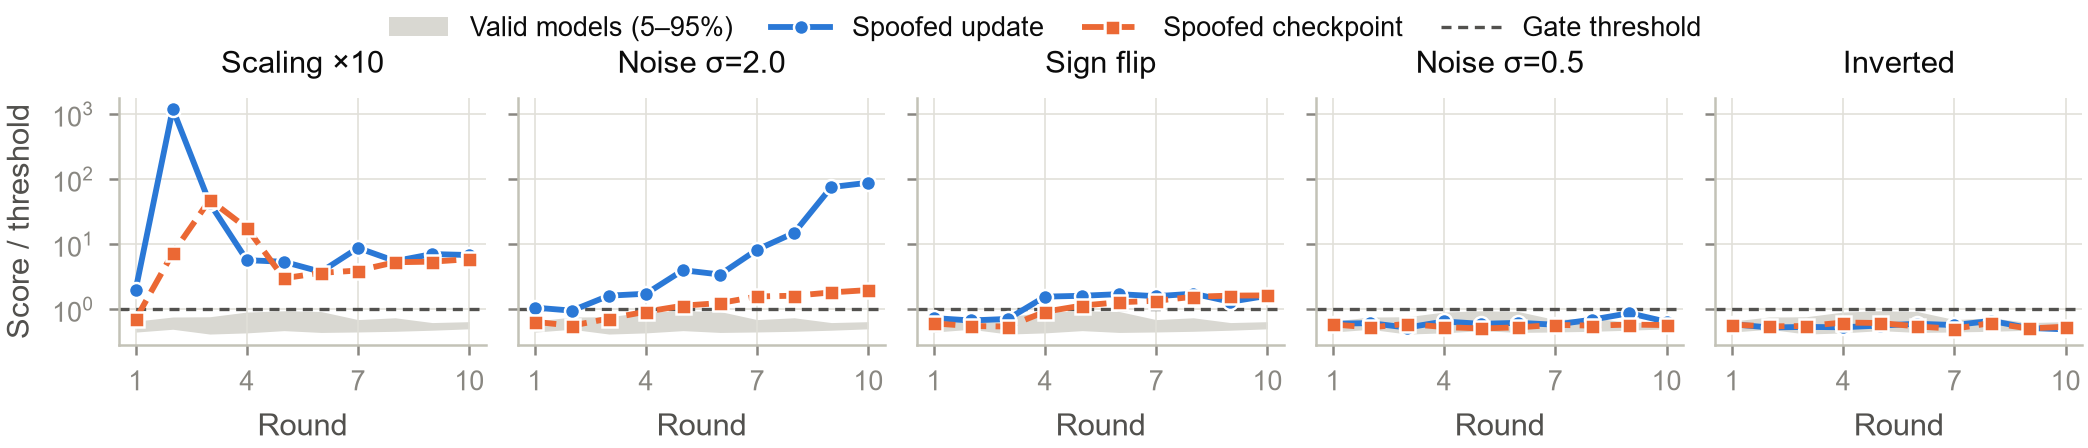 Valid models (5–95%) Spoofed update Spoofed checkpoint Gate threshold
Scaling ×10 Noise σ=2.0 Sign flip Noise σ=0.5 Inverted
Score / threshold
10³
10²
10¹
10⁰
1 4 7 10 1 4 7 10 1 4 7 10 1 4 7 10 1 4 7 10
Round Round Round Round Round